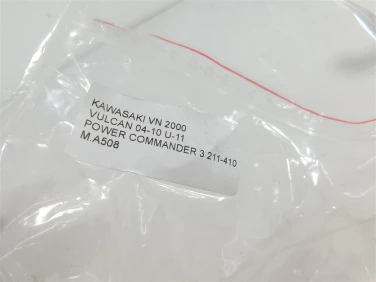 KAWASAKI VN 2000
VULCAN 04-10 U-11
POWER COMMANDER 3 211-410
M.A508